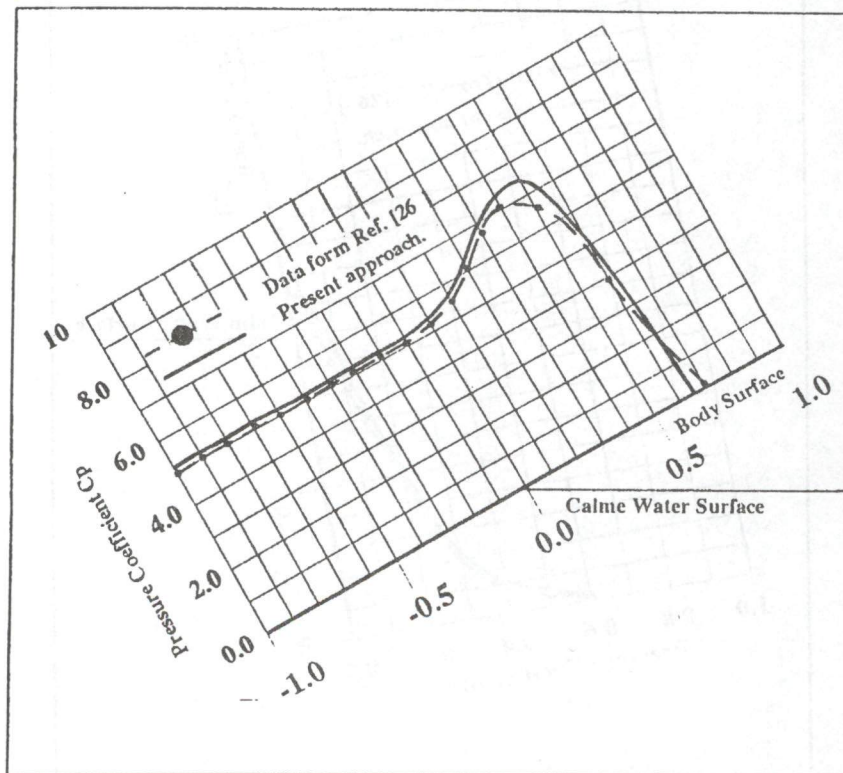 Data form Ref. [26
Present approach.
10
8.0
6.0
4.0
2.0
0.0
Pressure Coefficient Cp
-1.0
-0.5
0.0
0.5
1.0
Body Surface
Calme Water Surface